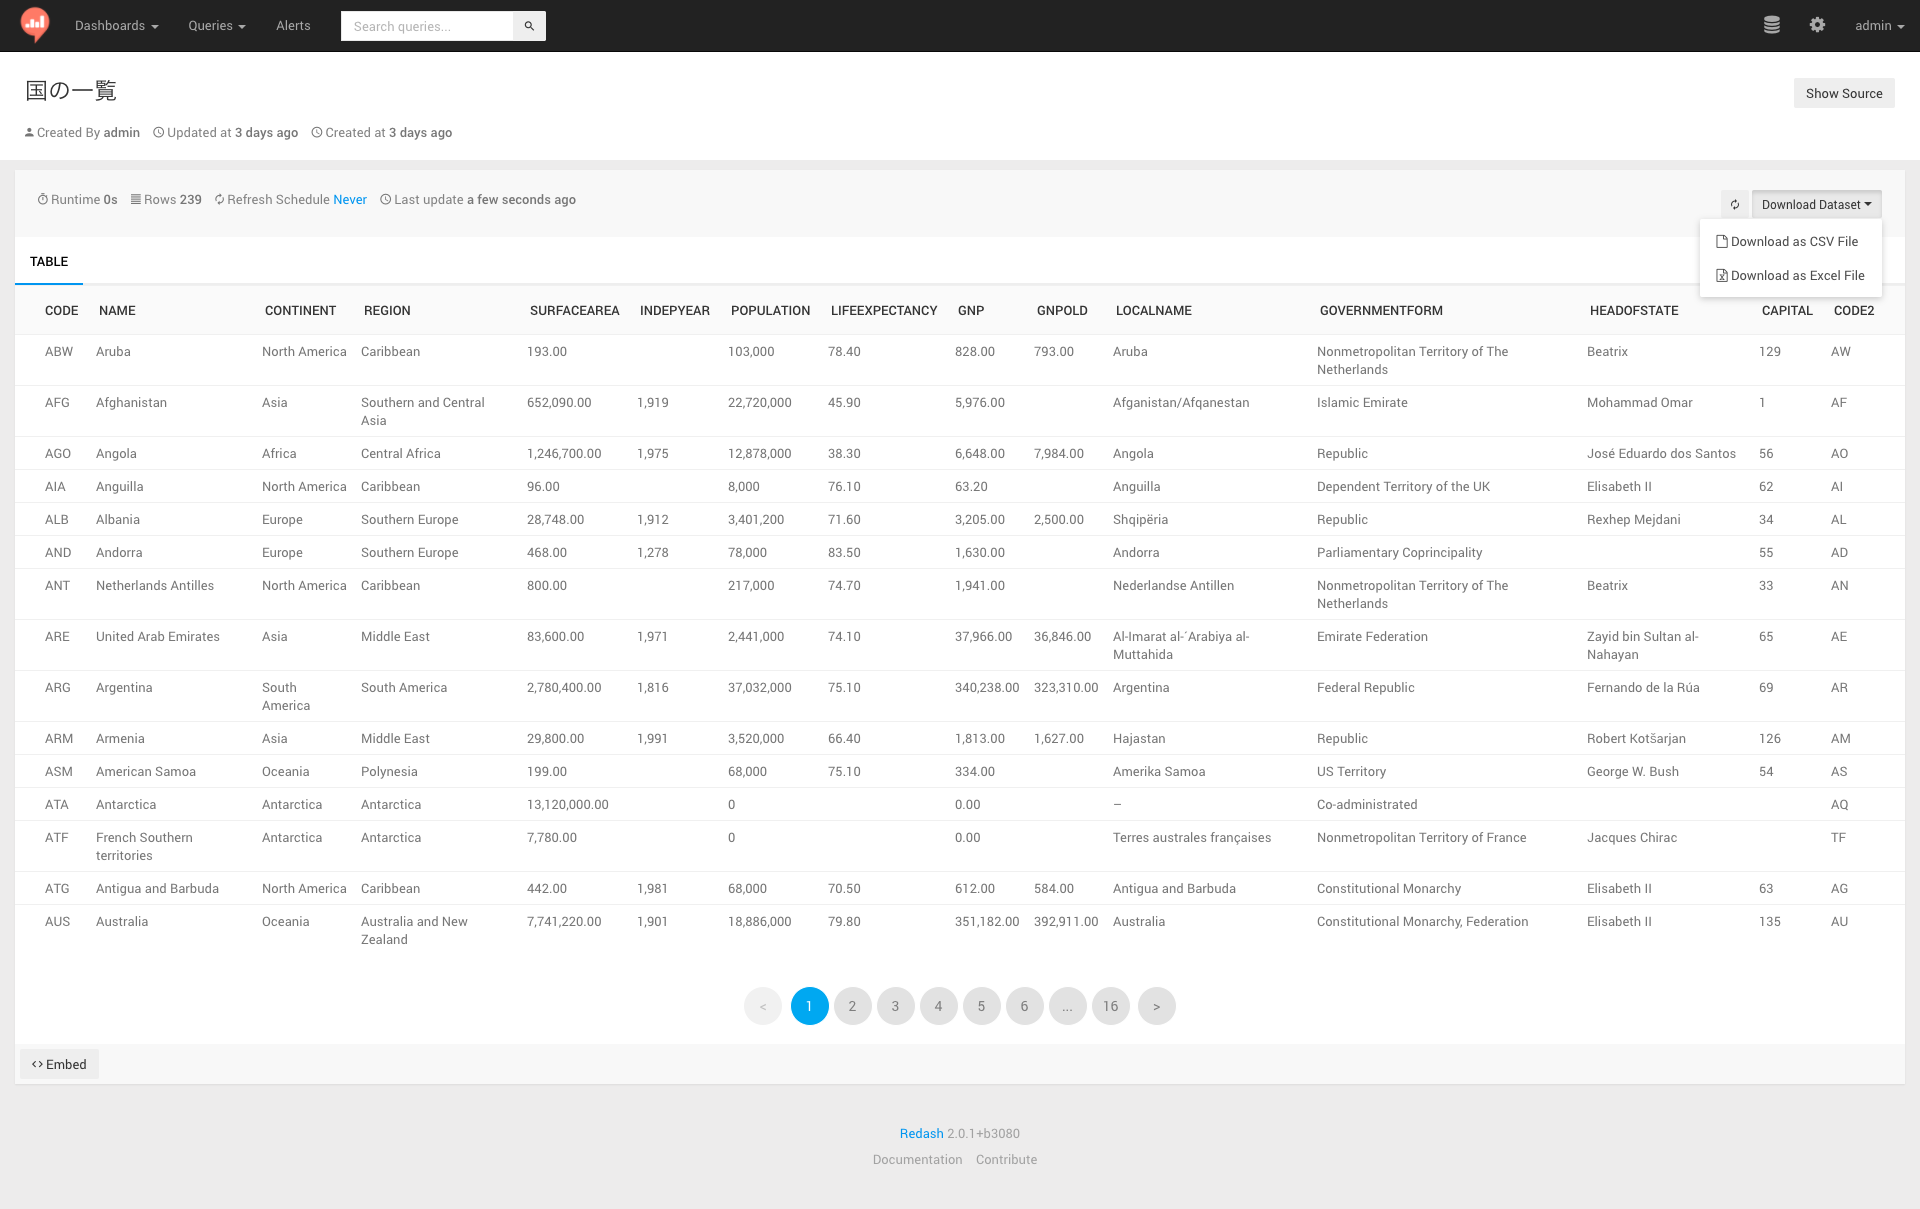 Dashboards Queries Alerts Search queries... admin
国の一覧
Show Source
Created By admin Updated at 3 days ago Created at 3 days ago
Runtime 0s Rows 239 Refresh Schedule Never Last update a few seconds ago
Download Dataset
Download as CSV File
Download as Excel File
TABLE
CODE NAME CONTINENT REGION SURFACEAREA INDEPYEAR POPULATION LIFEEXPECTANCY GNP GNPOLD LOCALNAME GOVERNMENTFORM HEADOFSTATE CAPITAL CODE2
ABW Aruba North America Caribbean 193.00 103,000 78.40 828.00 793.00 Aruba Nonmetropolitan Territory of The Beatrix 129 AW
Netherlands
AFG Afghanistan Asia Southern and Central 652,090.00 1,919 22,720,000 45.90 5,976.00 Afganistan/Afqanestan Islamic Emirate Mohammad Omar 1 AF
Asia
AGO Angola Africa Central Africa 1,246,700.00 1,975 12,878,000 38.30 6,648.00 7,984.00 Angola Republic José Eduardo dos Santos 56 AO
AIA Anguilla North America Caribbean 96.00 8,000 76.10 63.20 Anguilla Dependent Territory of the UK Elisabeth II 62 AI
ALB Albania Europe Southern Europe 28,748.00 1,912 3,401,200 71.60 3,205.00 2,500.00 Shqipëria Republic Rexhep Mejdani 34 AL
AND Andorra Europe Southern Europe 468.00 1,278 78,000 83.50 1,630.00 Andorra Parliamentary Coprincipality 55 AD
ANT Netherlands Antilles North America Caribbean 800.00 217,000 74.70 1,941.00 Nederlandse Antillen Nonmetropolitan Territory of The Beatrix 33 AN
Netherlands
ARE United Arab Emirates Asia Middle East 83,600.00 1,971 2,441,000 74.10 37,966.00 36,846.00 Al-Imarat al-´Arabiya al- Emirate Federation Zayid bin Sultan al- 65 AE
Muttahida Nahayan
ARG Argentina South South America 2,780,400.00 1,816 37,032,000 75.10 340,238.00 323,310.00 Argentina Federal Republic Fernando de la Rúa 69 AR
America
ARM Armenia Asia Middle East 29,800.00 1,991 3,520,000 66.40 1,813.00 1,627.00 Hajastan Republic Robert Kotšarjan 126 AM
ASM American Samoa Oceania Polynesia 199.00 68,000 75.10 334.00 Amerika Samoa US Territory George W. Bush 54 AS
ATA Antarctica Antarctica Antarctica 13,120,000.00 0 0.00 – Co-administrated AQ
ATF French Southern Antarctica Antarctica 7,780.00 0 0.00 Terres australes françaises Nonmetropolitan Territory of France Jacques Chirac TF
territories
ATG Antigua and Barbuda North America Caribbean 442.00 1,981 68,000 70.50 612.00 584.00 Antigua and Barbuda Constitutional Monarchy Elisabeth II 63 AG
AUS Australia Oceania Australia and New 7,741,220.00 1,901 18,886,000 79.80 351,182.00 392,911.00 Australia Constitutional Monarchy, Federation Elisabeth II 135 AU
Zealand
< 1 2 3 4 5 6 ... 16 >
<> Embed
Redash 2.0.1+b3080
Documentation Contribute